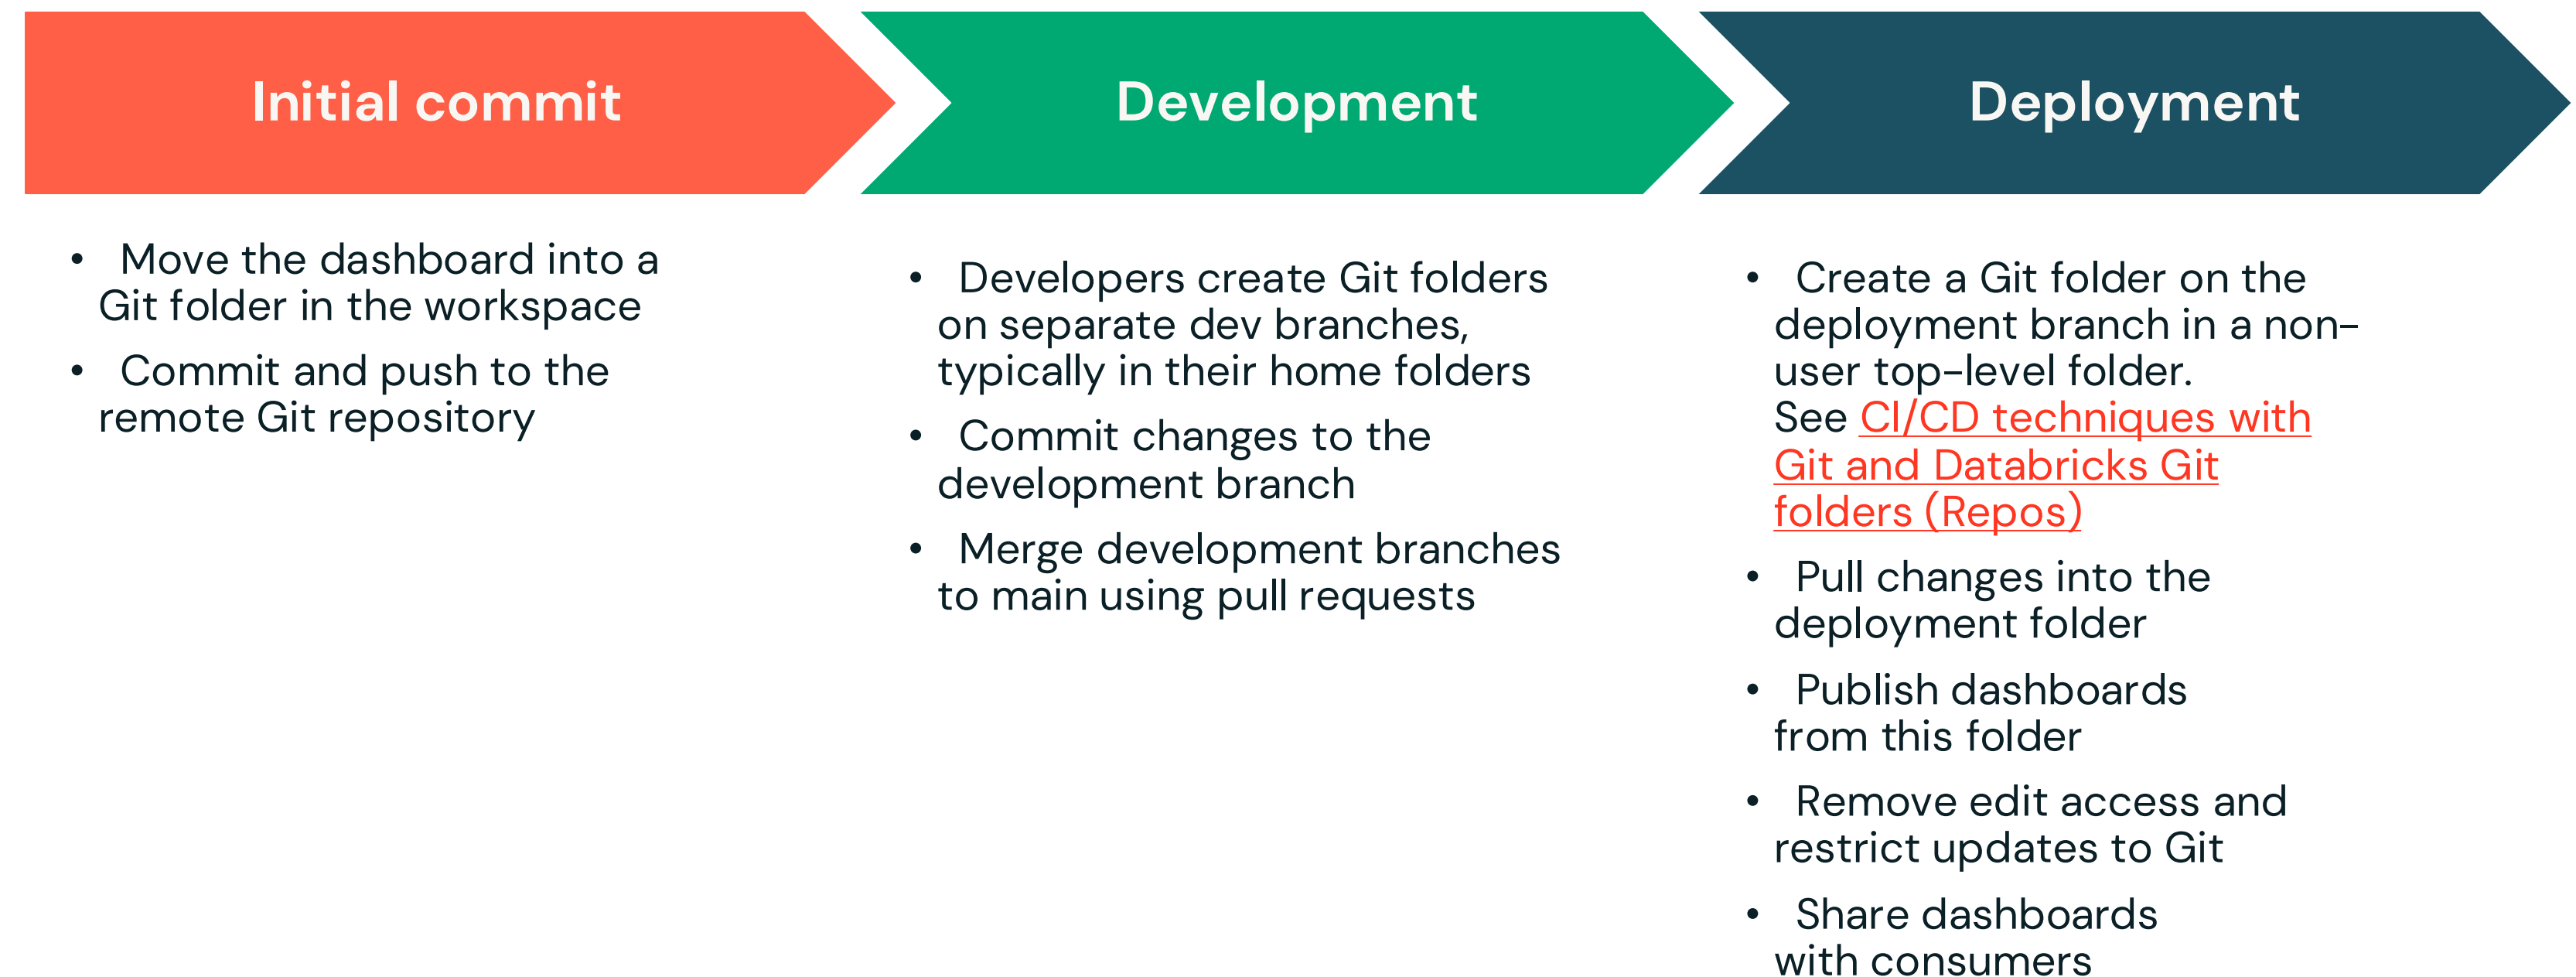 Initial commit
• Move the dashboard into a
Git folder in the workspace
• Commit and push to the
remote Git repository
Development
• Developers create Git folders
on separate dev branches,
typically in their home folders
• Commit changes to the
development branch
• Merge development branches
to main using pull requests
Deployment
• Create a Git folder on the
deployment branch in a non-
user top-level folder.
See CI/CD techniques with
Git and Databricks Git
folders (Repos)
• Pull changes into the
deployment folder
• Publish dashboards
from this folder
• Remove edit access and
restrict updates to Git
• Share dashboards
with consumers